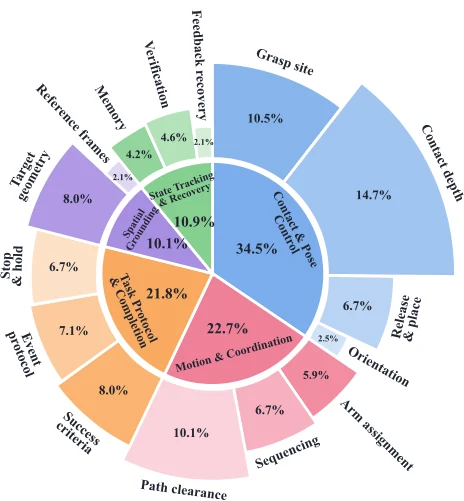 Grasp site
10.5%
Contact depth
14.7%
Release
& place
6.7%
Orientation
2.5%
Arm assignment
5.9%
Sequencing
6.7%
Path clearance
10.1%
Success
criteria
8.0%
Event
protocol
7.1%
Stop
& hold
6.7%
Target
geometry
8.0%
Reference frames
2.1%
Memory
4.2%
Verification
4.6%
Feedback recovery
2.1%
Contact & Pose
Control
34.5%
22.7%
Motion & Coordination
21.8%
Task Protocol
& Completion
Spatial
Grounding
10.1%
State Tracking
& Recovery
10.9%